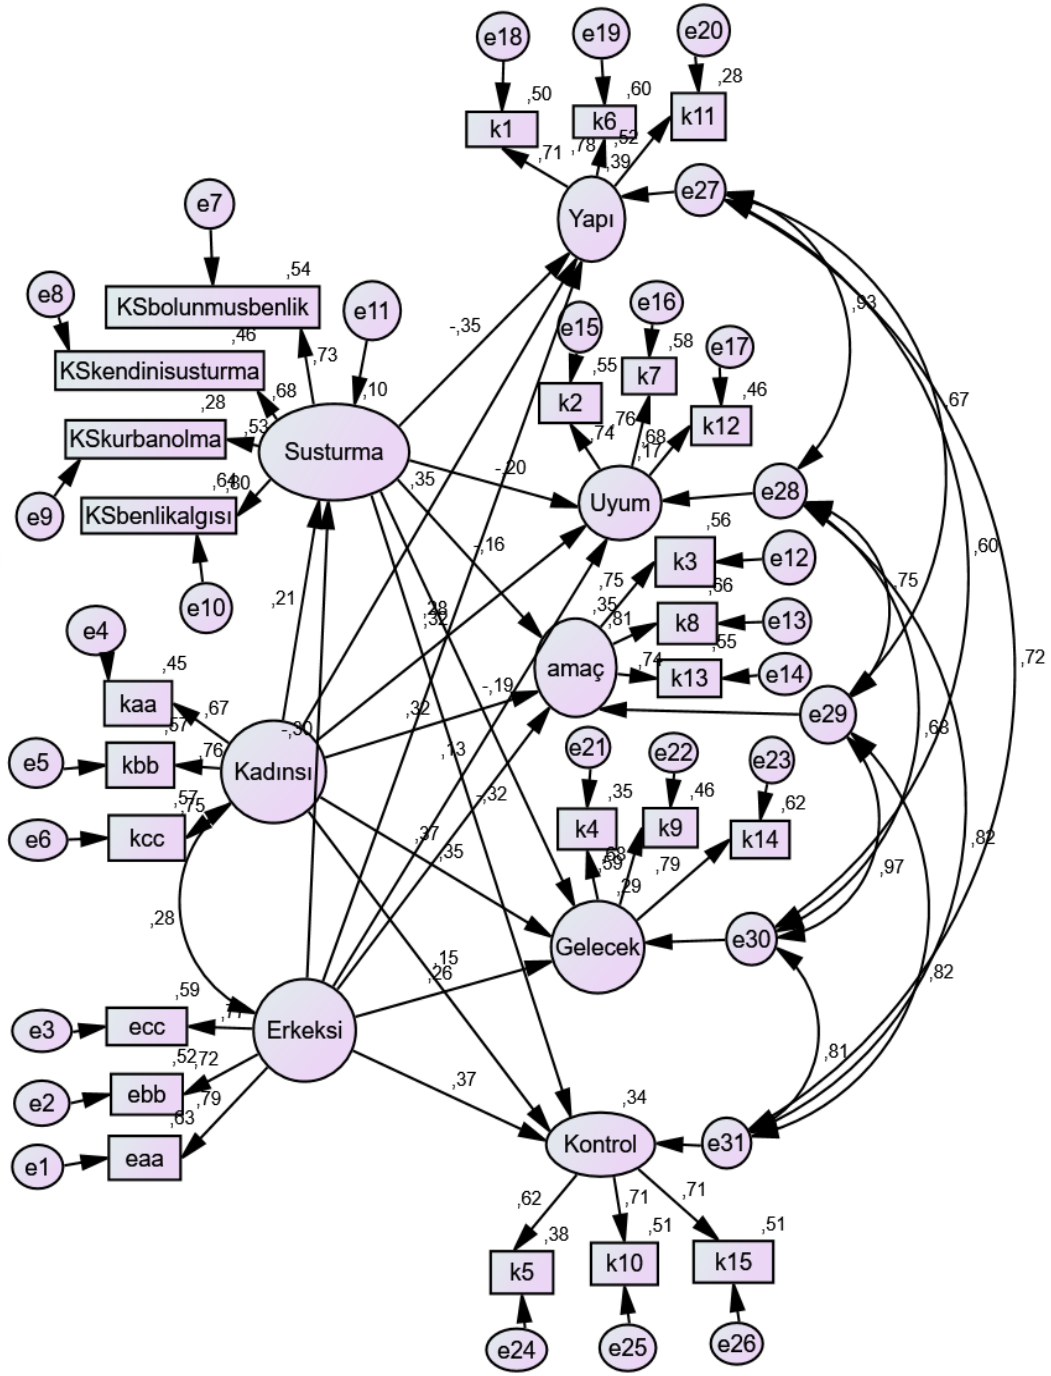 e18
e19
e20
,50
,60
,28
k1
k6
k11
,71
,78
,52
,39
Yapı
e27
e7
,54
KSbolunmusbenlik
e8
,46
KSkendinisusturma
,73
e11
,10
,28
,68
KSkurbanolma
,53
Susturma
,64
KSbenlikalgısı
e9
e10
-,35
,93
e15
e16
e17
,55
,58
,46
k2
k7
k12
,74
,76
,68
,17
Uyum
e28
,67
-,20
,35
-,16
,56
k3
e12
,75
,35
,66
,81
k8
e13
,55
,74
k13
e14
amaç
e29
,75
,60
,72
,21
,28
,32
e4
,45
kaa
,67
,57
e5
kbb
,76
Kadınsı
,57
,75
e6
kcc
-,30
,32
-,19
,13
-,32
e21
e22
e23
,35
,46
,62
k4
k9
k14
,59
,29
,79
Gelecek
e30
,97
,82
,37
,35
,28
,15
,26
,59
e3
ecc
,77
Erkeksi
,52
,72
e2
ebb
,79
,63
e1
eaa
,37
,82
,81
,34
Kontrol
e31
,62
,71
,71
,38
,51
,51
k5
k10
k15
e24
e25
e26